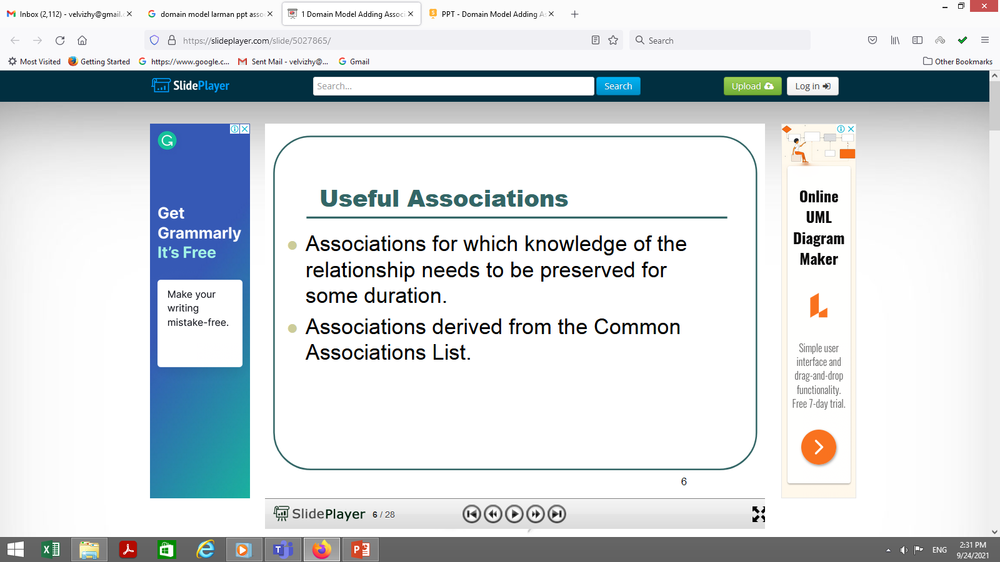 Inbox (2,112) - velvizhy@gmail.c
domain model larman ppt asso
1 Domain Model Adding Associ
PPT - Domain Model Adding As
https://slideplayer.com/slide/5027865/
Search
Most Visited
Getting Started
https://www.google.c...
Sent Mail - velvizhy@...
Gmail
Other Bookmarks
SlidePlayer
Search...
Search
Upload
Log in
Get
Grammarly
It's Free
Make your
writing
mistake-free.
Useful Associations
Associations for which knowledge of the
relationship needs to be preserved for
some duration.
Associations derived from the Common
Associations List.
6
Online
UML
Diagram
Maker
Simple user
interface and
drag-and-drop
functionality.
Free 7-day trial.
SlidePlayer 6 / 28
ENG
2:31 PM
9/24/2021